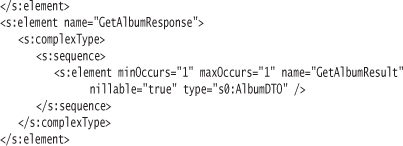 </s:element>
<s:element name="GetAlbumResponse">
<s:complexType>
<s:sequence>
<s:element minOccurs="1" maxOccurs="1" name="GetAlbumResult"
nillable="true" type="s0:AlbumDTO" />
</s:sequence>
</s:complexType>
</s:element>